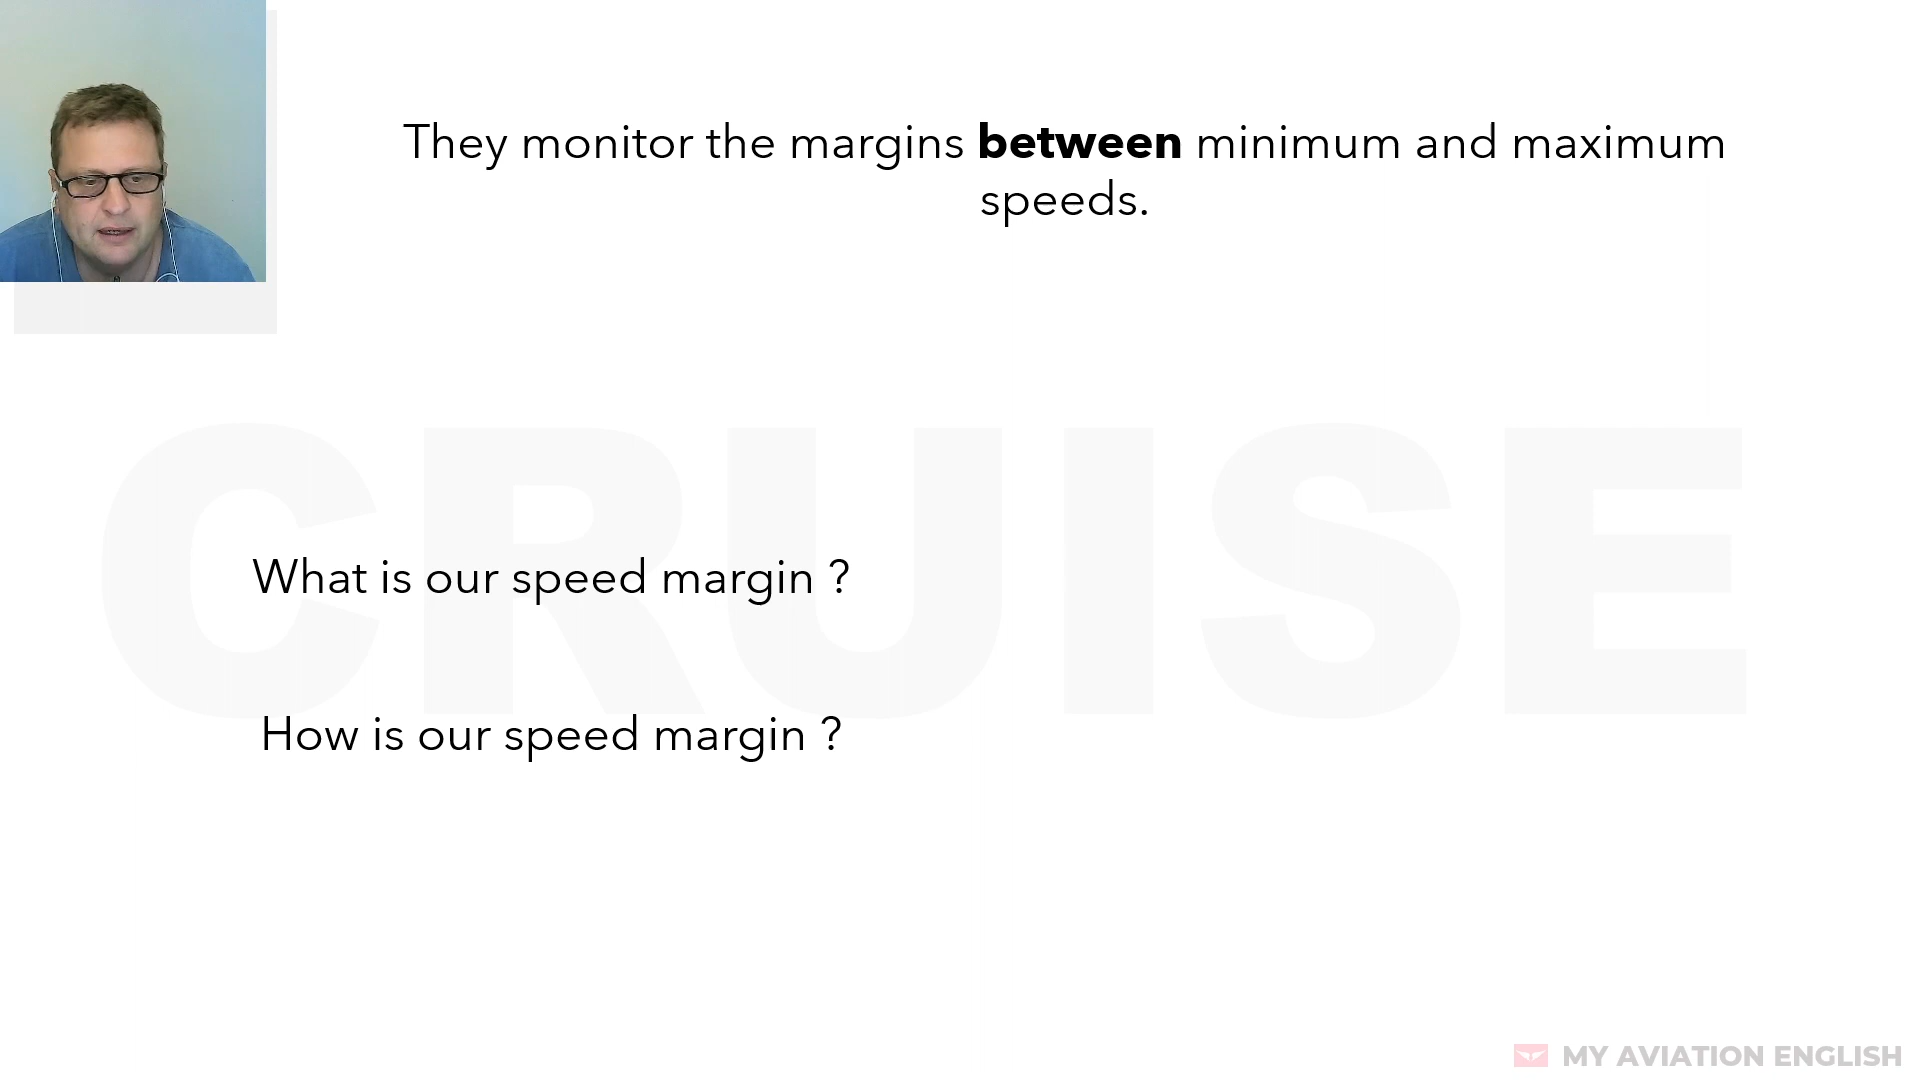 They monitor the margins between minimum and maximum
speeds.
CRUISE
What is our speed margin ?
How is our speed margin ?
MY AVIATION ENGLISH